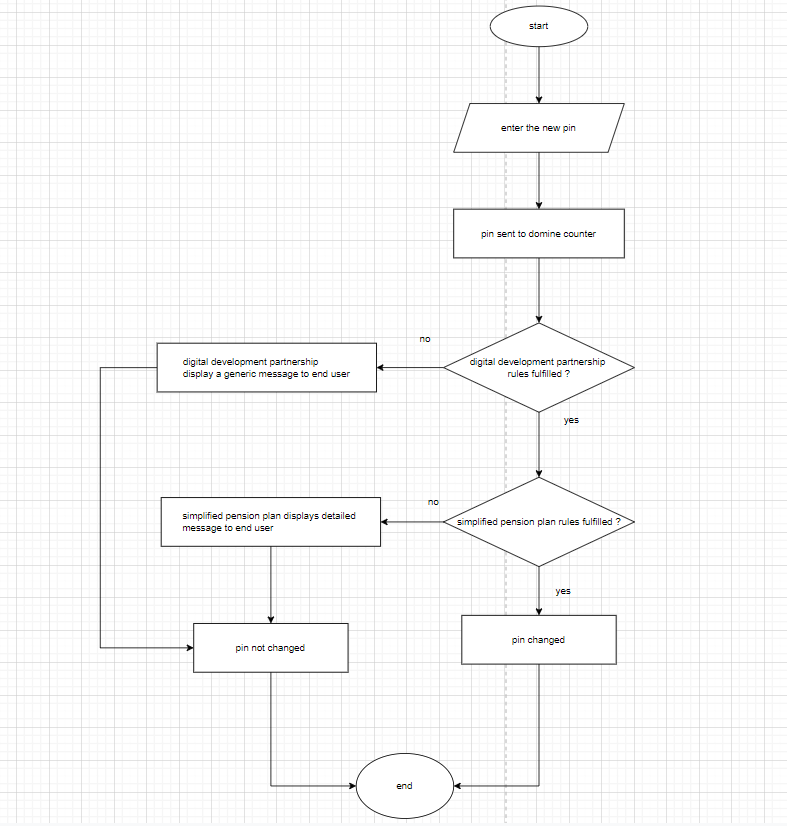 start
enter the new pin
pin sent to domine counter
no
digital development partnership
display a generic message to end user
digital development partnership
rules fulfilled ?
yes
no
simplified pension plan displays detailed
message to end user
simplified pension plan rules fulfilled ?
yes
pin not changed
pin changed
end